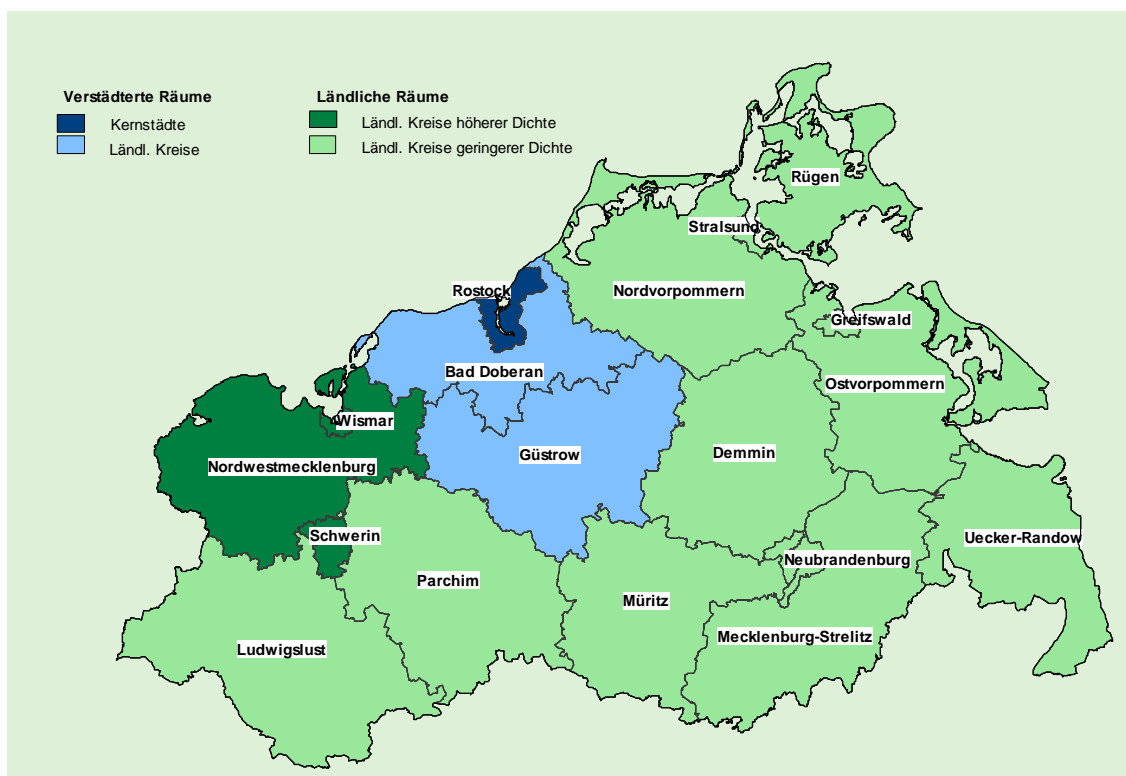 Verstädterte Räume
Kernstädte
Ländl. Kreise
Ländliche Räume
Ländl. Kreise höherer Dichte
Ländl. Kreise geringerer Dichte
Rügen
Stralsund
Rostock
Nordvorpommern
Greifswald
Bad Doberan
Ostvorpommern
Wismar
Güstrow
Demmin
Nordwestmecklenburg
Schwerin
Uecker-Randow
Neubrandenburg
Parchim
Müritz
Mecklenburg-Strelitz
Ludwigslust